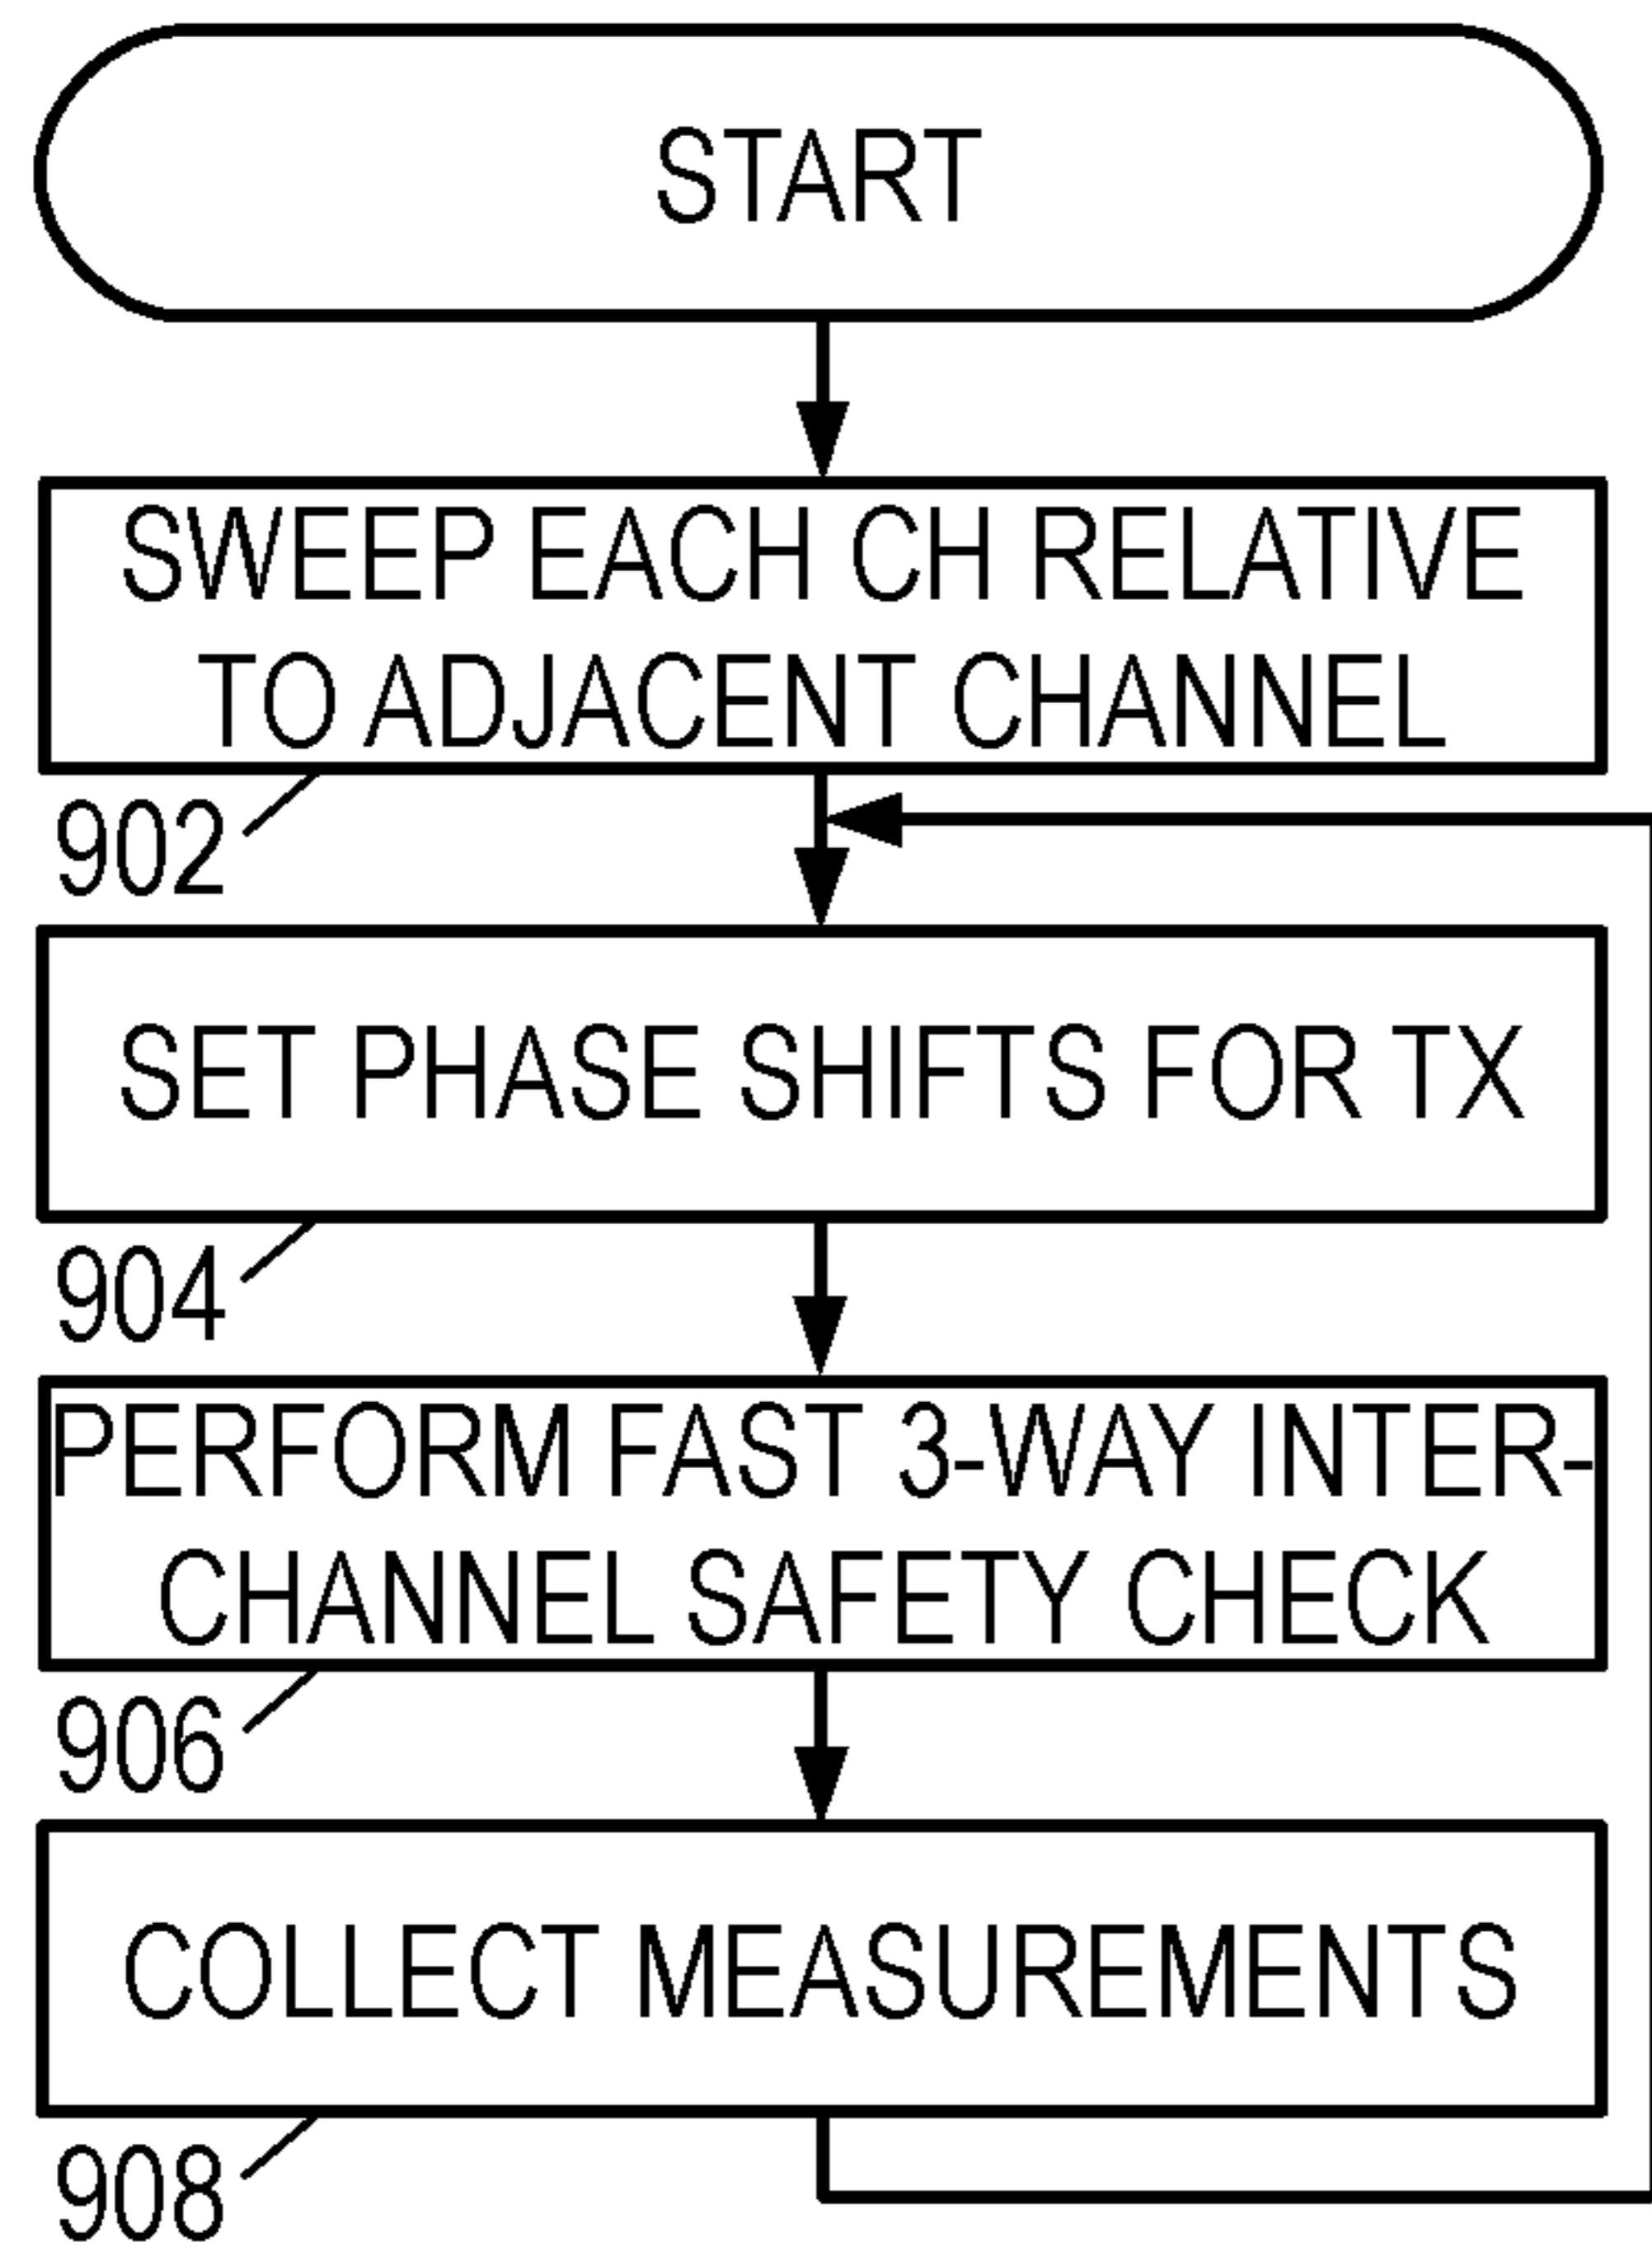 START
SWEEP EACH CH RELATIVE
TO ADJACENT CHANNEL
902
SET PHASE SHIFTS FOR TX
904
PERFORM FAST 3-WAY INTER-
CHANNEL SAFETY CHECK
906
COLLECT MEASUREMENTS
908